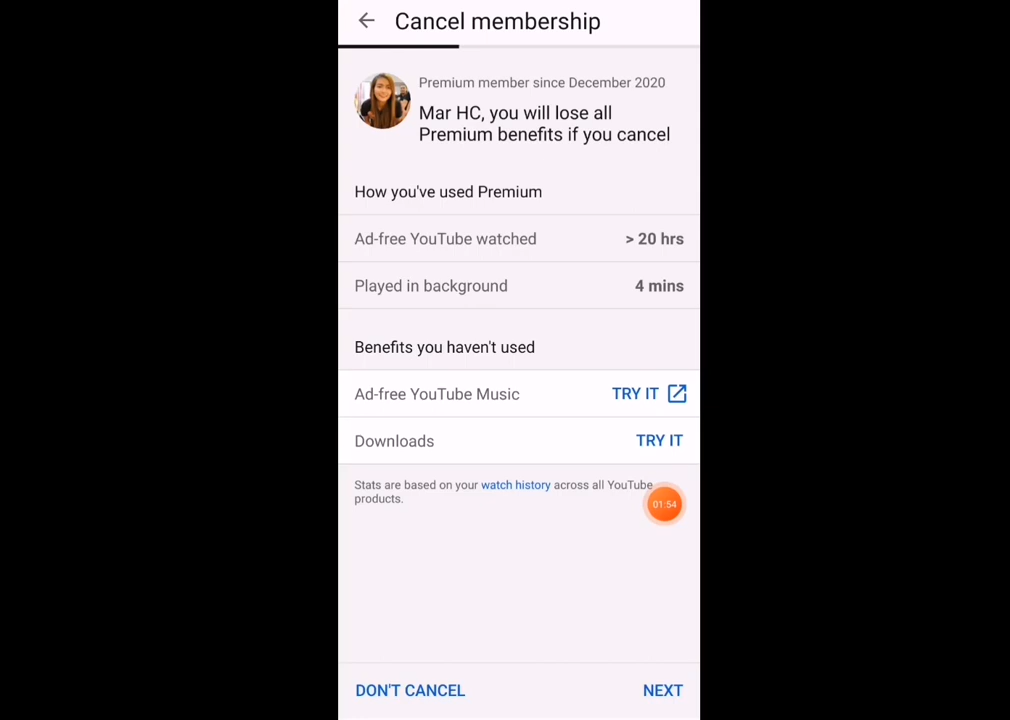 Cancel membership
Premium member since December 2020
Mar HC, you will lose all
Premium benefits if you cancel
How you've used Premium
Ad-free YouTube watched > 20 hrs
Played in background 4 mins
Benefits you haven't used
Ad-free YouTube Music TRY IT
Downloads TRY IT
Stats are based on your watch history across all YouTube
products.
01:54
DON'T CANCEL NEXT